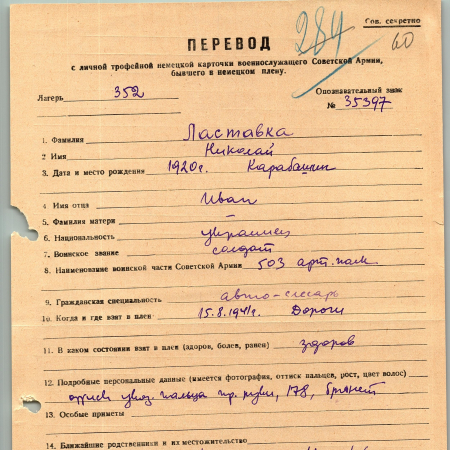 Сов. секретно
284
60
ПЕРЕВОД
с личной трофейной немецкой карточки военнослужащего Советской Армии,
бывшего в немецком плену.
Лагерь 352
Опознавательный знак
№ 35397
1. Фамилия Ластавка
2 Имя Николай
3. Дата и место рождения 1920г. Карабашин
4. Имя отца Иван
5. Фамилия матери –
6. Национальность украинец
7. Воинское звание солдат
8. Наименование воинской части Советской Армии 503 арт. полк
9. Гражданская специальность авто-слесарь
10. Когда и где взят в плен 15.8.1941г. Дороги
11. В каком состоянии взят в плен (здоров, болен, ранен) здоров
12. Подробные персональные данные (имеется фотография, оттиск пальцев, рост, цвет волос)
оттиск указ. пальца пр. руки, 178, брюнет
13. Особые приметы
14. Ближайшие родственники и их местожительство